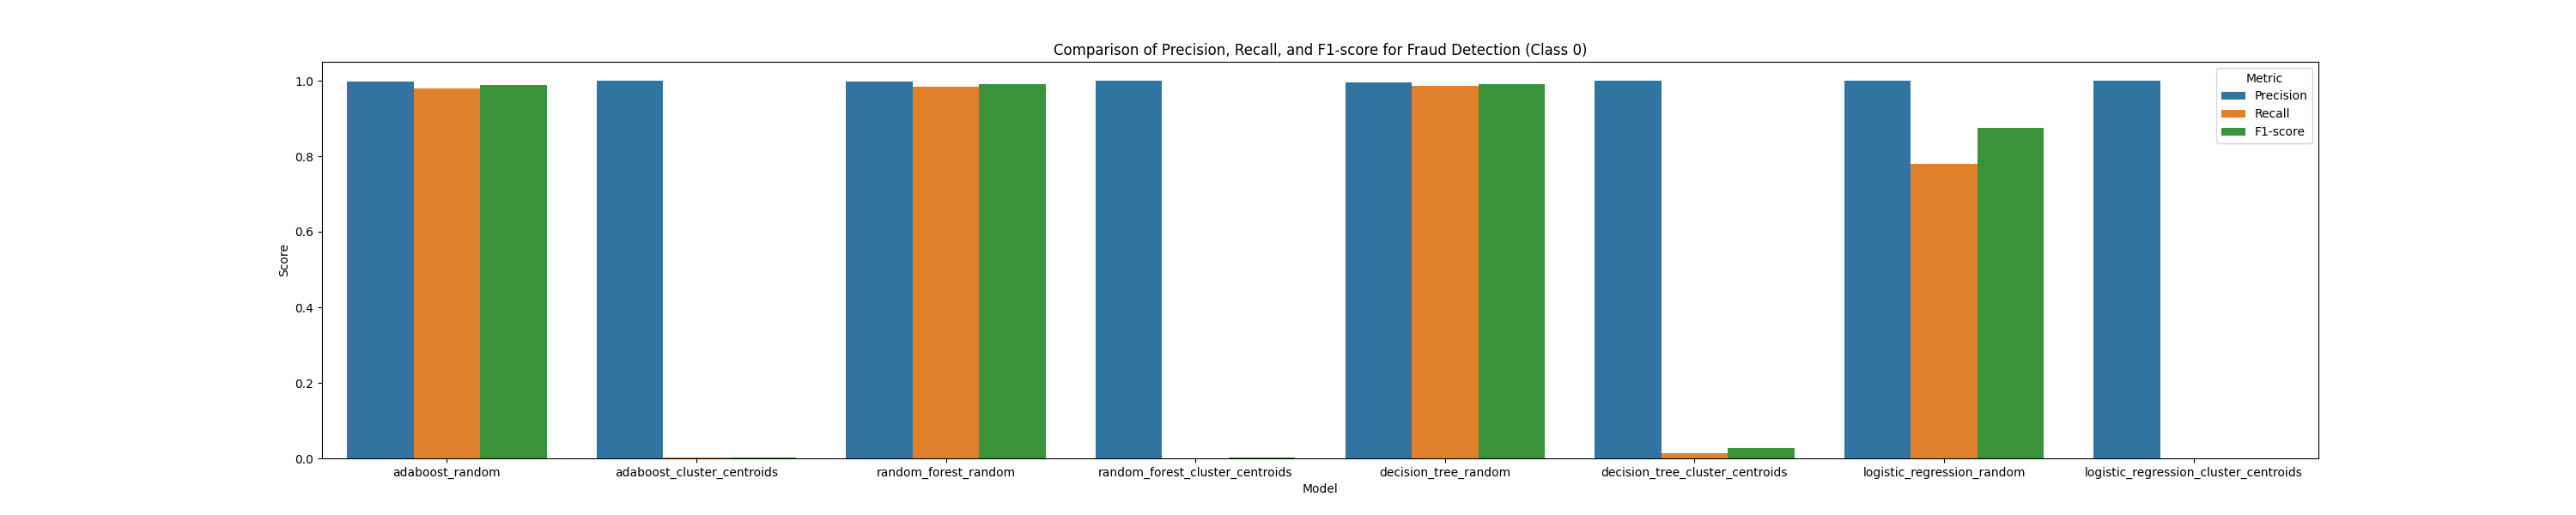 Comparison of Precision, Recall, and F1-score for Fraud Detection (Class 0)
Metric
Precision
Recall
F1-score
Score
1.0
0.8
0.6
0.4
0.2
0.0
adaboost_random
adaboost_cluster_centroids
random_forest_random
random_forest_cluster_centroids
decision_tree_random
decision_tree_cluster_centroids
logistic_regression_random
logistic_regression_cluster_centroids
Model